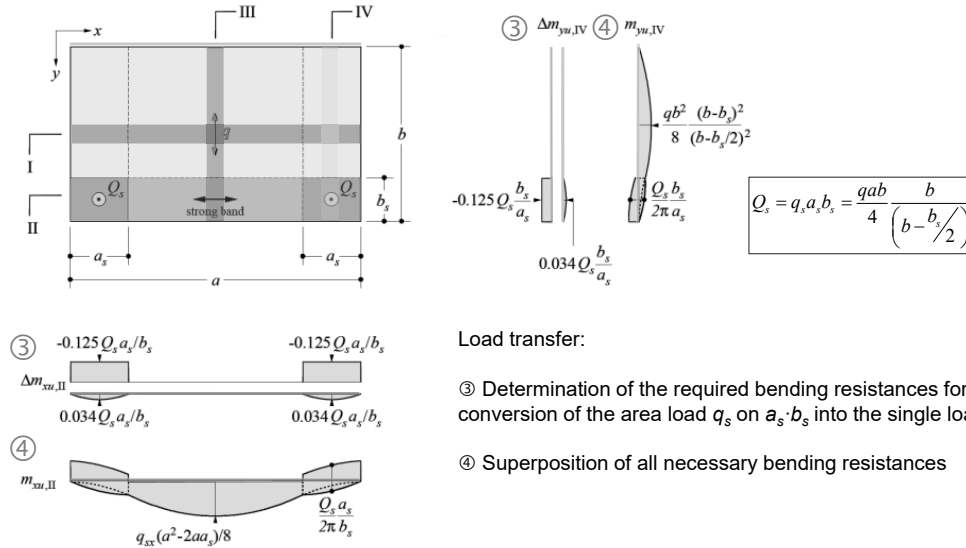 III
IV
x
y
q
b
I
Q_s
Q_s
b_s
II
strong band
a_s
a_s
a
③ Δm_yu,IV ④ m_yu,IV
qb²/8 (b-b_s)²/(b-b_s/2)²
-0.125 Q_s b_s/a_s
Q_s/2π b_s/a_s
0.034 Q_s b_s/a_s
Q_s = q_s a_s b_s = qab/4 b/(b – b_s/2)
③ -0.125 Q_s a_s/b_s
-0.125 Q_s a_s/b_s
Δm_xu,II
0.034 Q_s a_s/b_s
0.034 Q_s a_s/b_s
④
m_xu,II
Q_s/2π a_s/b_s
q_sx(a²-2aa_s)/8
Load transfer:
③ Determination of the required bending resistances for
conversion of the area load q_s on a_s·b_s into the single
④ Superposition of all necessary bending resistances